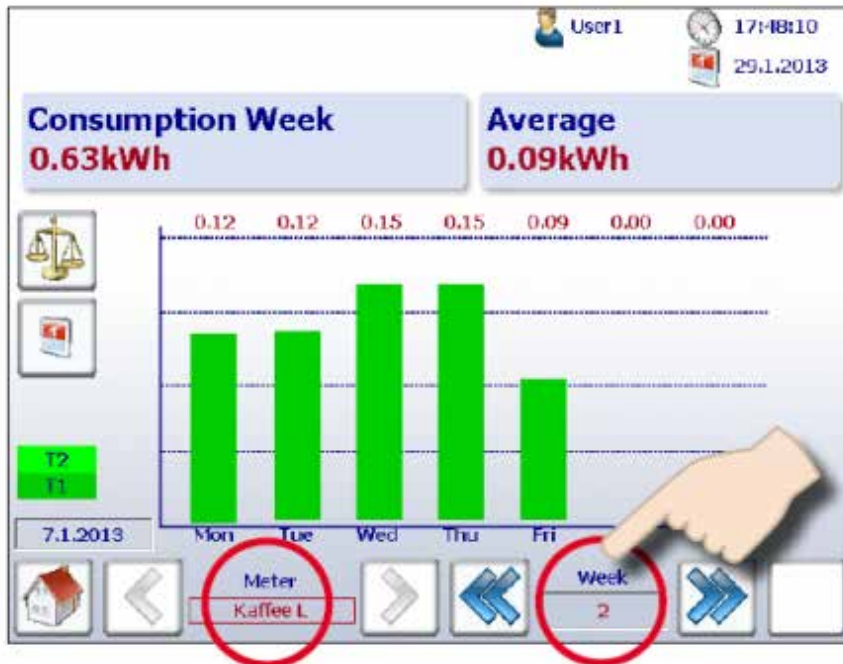 User1
17:48:10
29.1.2013
Consumption Week
0.63kWh
Average
0.09kWh
0.12 0.12 0.15 0.15 0.09 0.00 0.00
T2
T1
7.1.2013
Mon Tue Wed Thu Fri
Meter
Kaffee L
Week
2